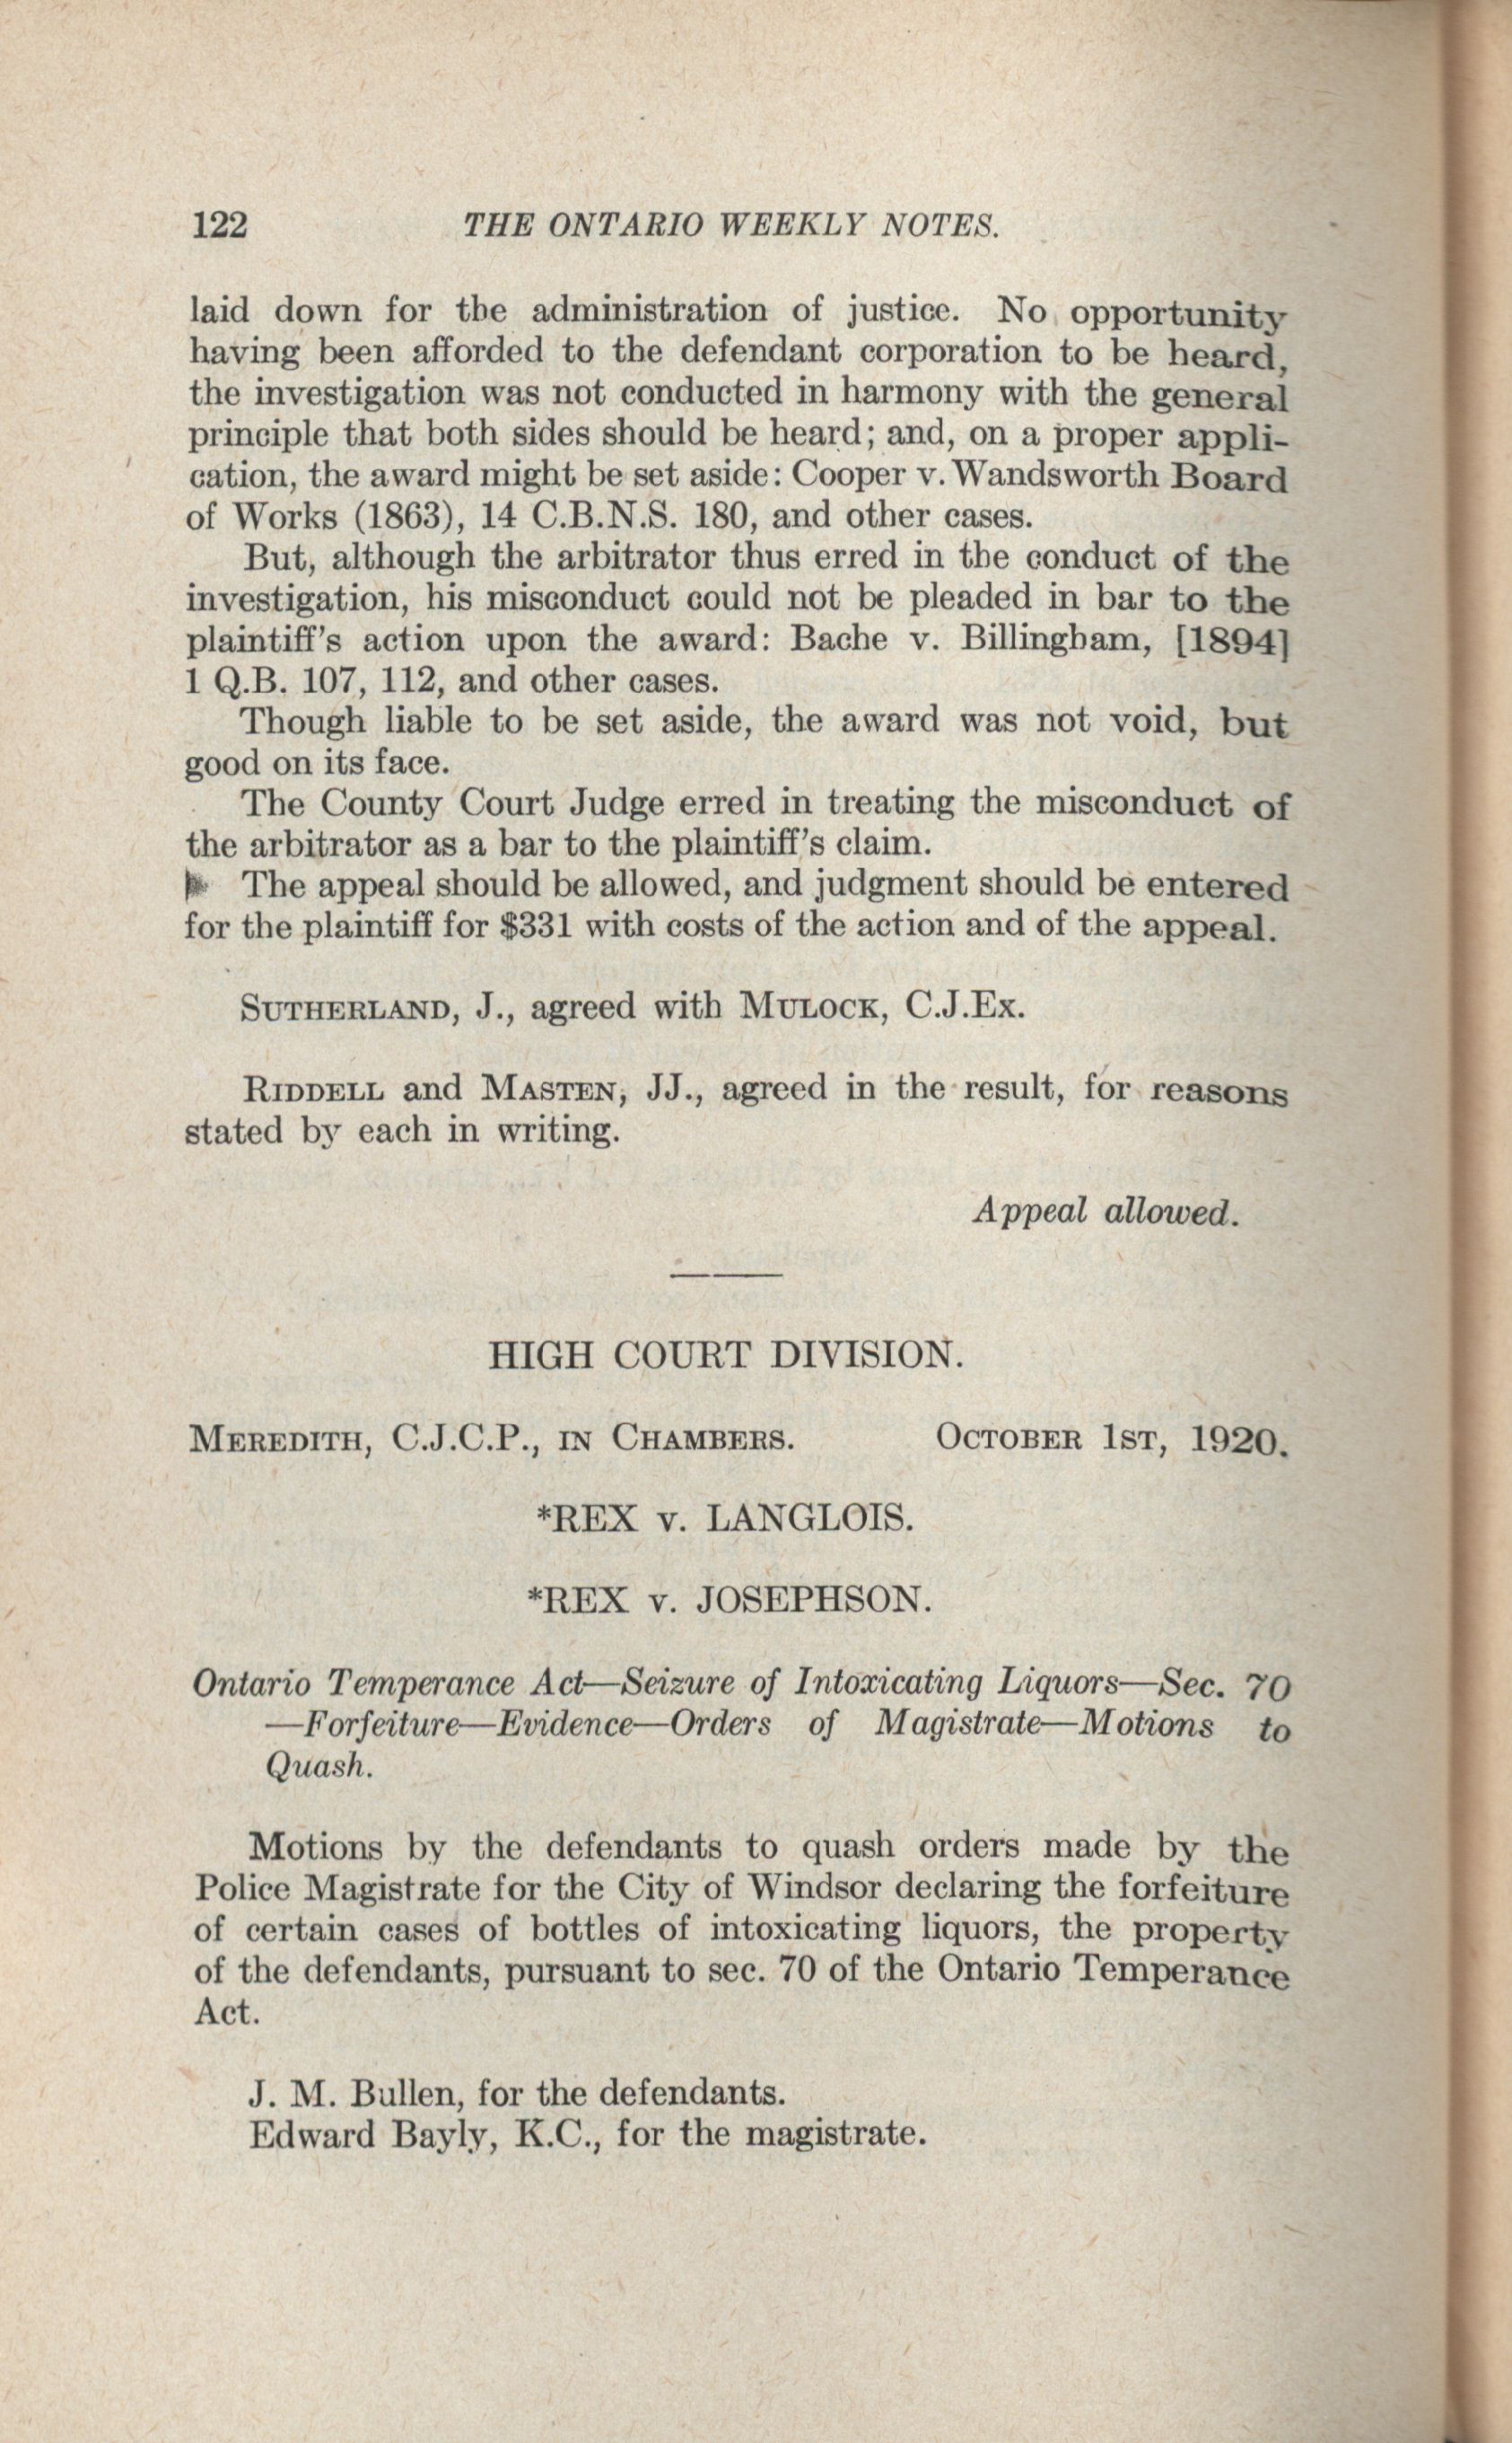 122 THE ONTARIO WEEKLY NOTES.
laid down for the administration of justice. No opportunity
having been afforded to the defendant corporation to be heard,
the investigation was not conducted in harmony with the general
principle that both sides should be heard; and, on a proper appli-
cation, the award might be set aside: Cooper v. Wandsworth Board
of Works (1863), 14 C.B.N.S. 180, and other cases.
But, although the arbitrator thus erred in the conduct of the
investigation, his misconduct could not be pleaded in bar to the
plaintiff's action upon the award: Bache v. Billingham, [1894]
1 Q.B. 107, 112, and other cases.
Though liable to be set aside, the award was not void, but
good on its face.
The County Court Judge erred in treating the misconduct of
the arbitrator as a bar to the plaintiff's claim.
The appeal should be allowed, and judgment should be entered
for the plaintiff for $331 with costs of the action and of the appeal.
SUTHERLAND, J., agreed with MULOCK, C.J.Ex.
RIDDELL and MASTEN, JJ., agreed in the result, for reasons
stated by each in writing.
Appeal allowed.
HIGH COURT DIVISION.
MEREDITH, C.J.C.P., IN CHAMBERS. OCTOBER 1ST, 1920.
*REX v. LANGLOIS.
*REX v. JOSEPHSON.
Ontario Temperance Act—Seizure of Intoxicating Liquors—Sec. 70
—Forfeiture—Evidence—Orders of Magistrate—Motions to
Quash.
Motions by the defendants to quash orders made by the
Police Magistrate for the City of Windsor declaring the forfeiture
of certain cases of bottles of intoxicating liquors, the property
of the defendants, pursuant to sec. 70 of the Ontario Temperance
Act.
J. M. Bullen, for the defendants.
Edward Bayly, K.C., for the magistrate.